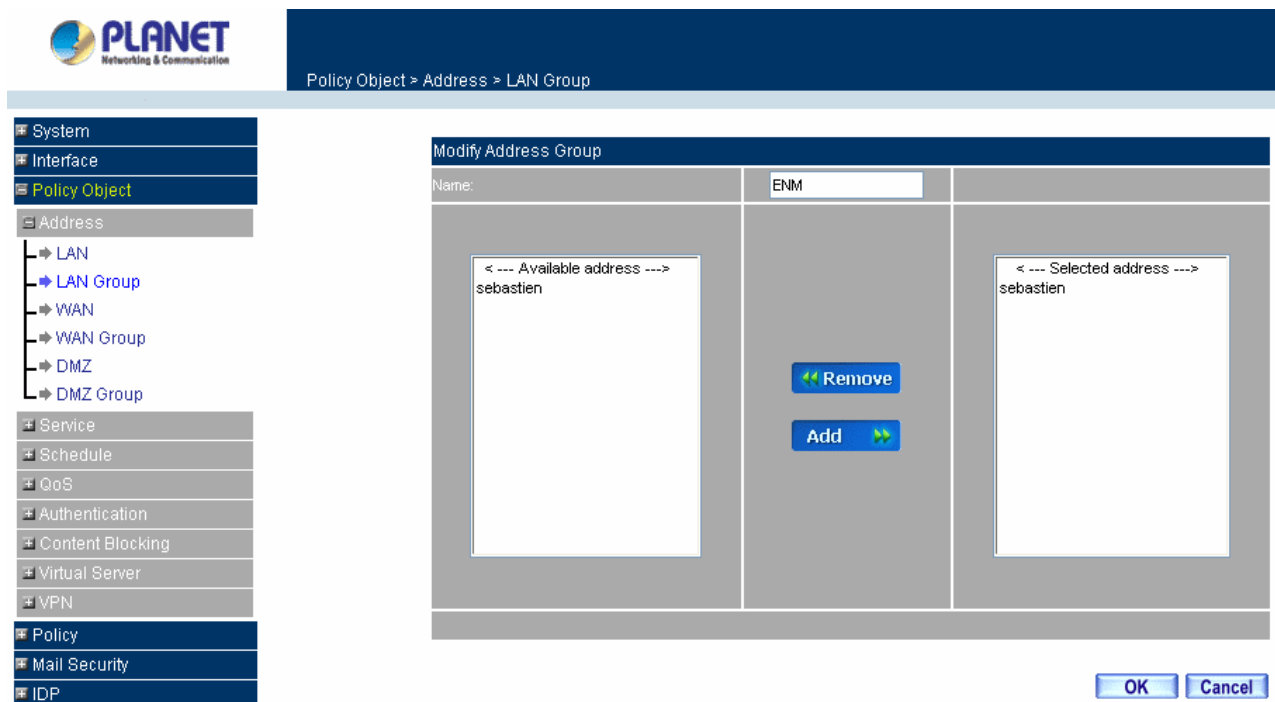 PLANET
Networking & Communication
Policy Object > Address > LAN Group
System
Interface
Policy Object
Address
LAN
LAN Group
WAN
WAN Group
DMZ
DMZ Group
Service
Schedule
QoS
Authentication
Content Blocking
Virtual Server
VPN
Policy
Mail Security
IDP
Modify Address Group
Name: ENM
< --- Available address --->
sebastien
Remove
Add
< --- Selected address --->
sebastien
OK Cancel